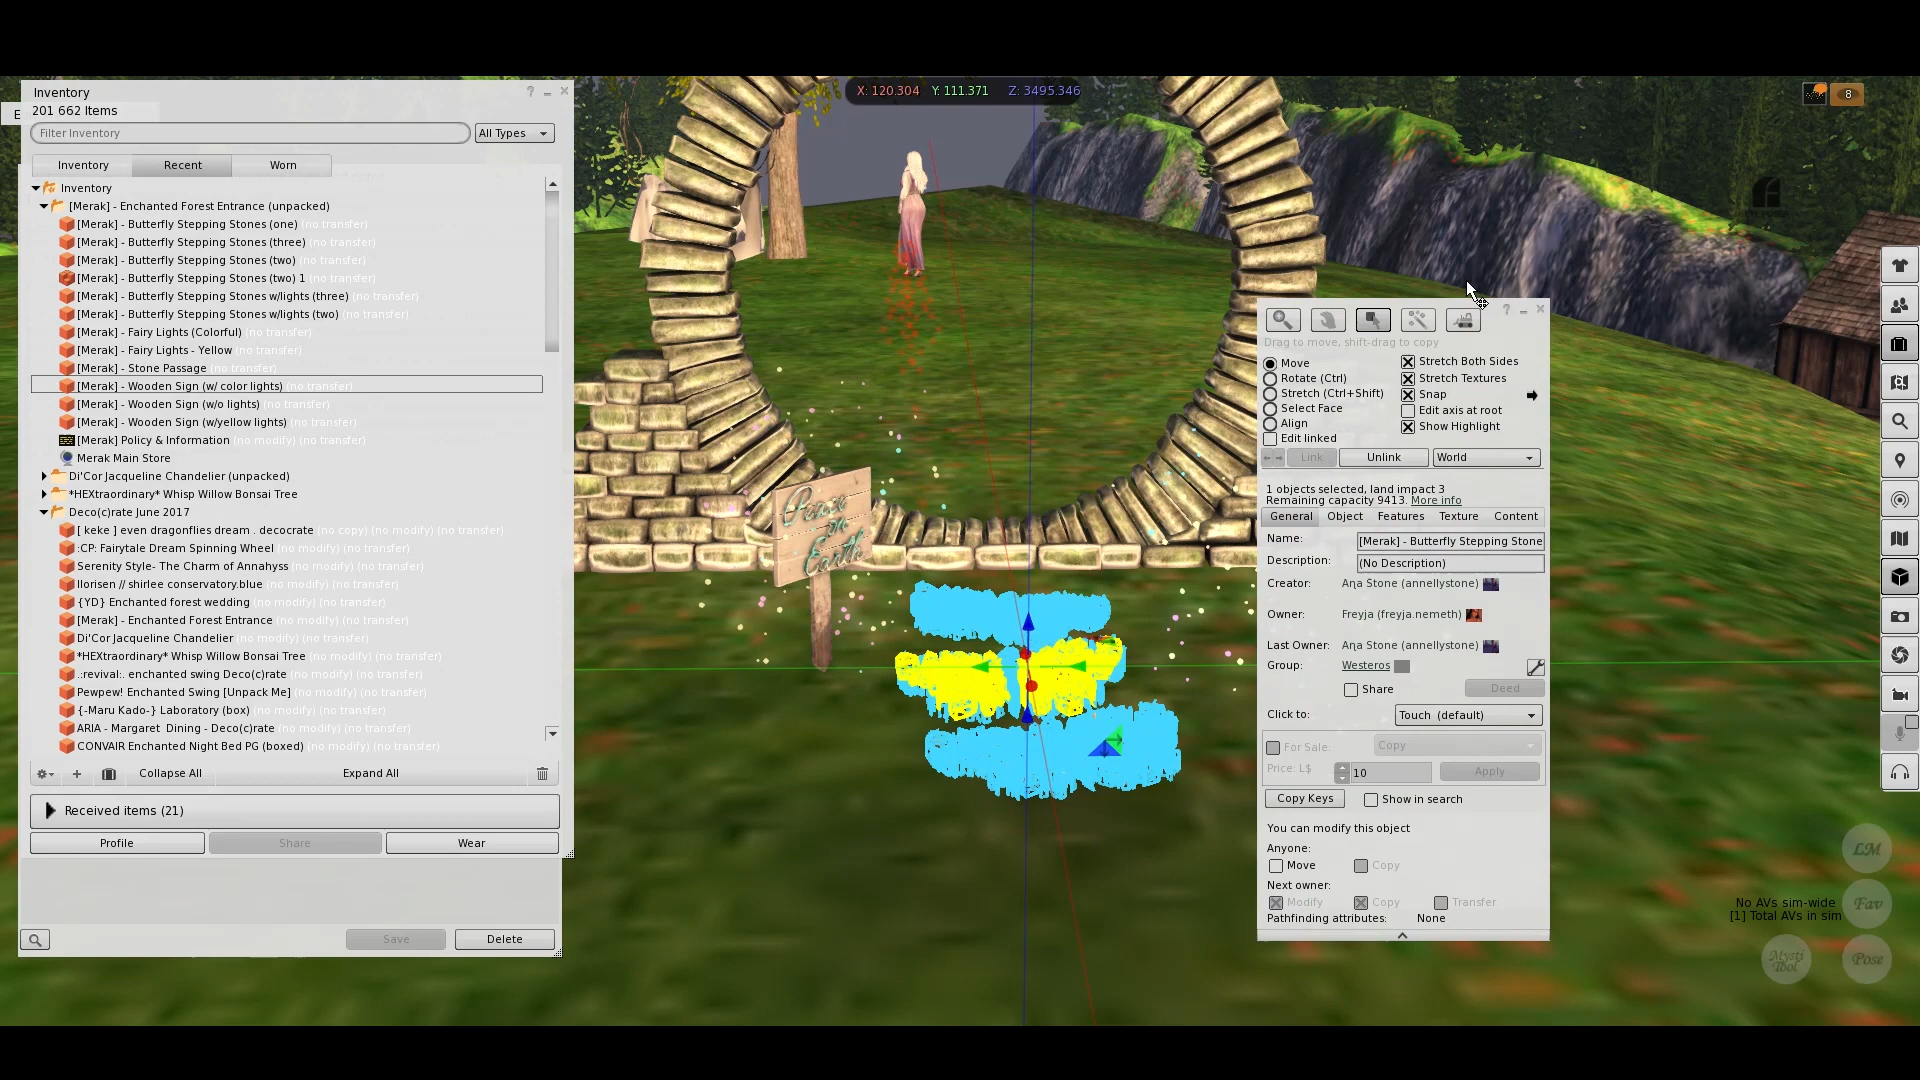 X: 120.304 Y: 111.371 Z: 3495.346
8
Inventory
201 662 Items
Filter Inventory
All Types
Inventory Recent Worn
Inventory
[Merak] - Enchanted Forest Entrance (unpacked)
[Merak] - Butterfly Stepping Stones (one) (no transfer)
[Merak] - Butterfly Stepping Stones (three) (no transfer)
[Merak] - Butterfly Stepping Stones (two) (no transfer)
[Merak] - Butterfly Stepping Stones (two) 1 (no transfer)
[Merak] - Butterfly Stepping Stones w/lights (three) (no transfer)
[Merak] - Butterfly Stepping Stones w/lights (two) (no transfer)
[Merak] - Fairy Lights (Colorful) (no transfer)
[Merak] - Fairy Lights - Yellow (no transfer)
[Merak] - Stone Passage (no transfer)
[Merak] - Wooden Sign (w/ color lights) (no transfer)
[Merak] - Wooden Sign (w/o lights) (no transfer)
[Merak] - Wooden Sign (w/yellow lights) (no transfer)
[Merak] Policy & Information (no modify) (no transfer)
Merak Main Store
Di'Cor Jacqueline Chandelier (unpacked)
*HEXtraordinary* Whisp Willow Bonsai Tree
Deco(c)rate June 2017
[ keke ] even dragonflies dream . decocrate (no copy) (no modify) (no transfer)
:CP: Fairytale Dream Spinning Wheel (no modify) (no transfer)
Serenity Style- The Charm of Annahyss (no modify) (no transfer)
llorisen // shirlee conservatory.blue (no modify) (no transfer)
{YD} Enchanted forest wedding (no modify) (no transfer)
[Merak] - Enchanted Forest Entrance (no modify) (no transfer)
Di'Cor Jacqueline Chandelier (no modify) (no transfer)
*HEXtraordinary* Whisp Willow Bonsai Tree (no modify) (no transfer)
.:revival:. enchanted swing Deco(c)rate (no modify) (no transfer)
Pewpew! Enchanted Swing [Unpack Me] (no modify) (no transfer)
{-Maru Kado-} Laboratory (box) (no modify) (no transfer)
ARIA - Margaret Dining - Deco(c)rate (no modify) (no transfer)
CONVAIR Enchanted Night Bed PG (boxed) (no modify) (no transfer)
Collapse All Expand All
Received items (21)
Profile Share Wear
Save Delete
Peace
on
Earth
Drag to move, shift-drag to copy
Move
Rotate (Ctrl)
Stretch (Ctrl+Shift)
Select Face
Align
Edit linked
Stretch Both Sides
Stretch Textures
Snap
Edit axis at root
Show Highlight
Link Unlink World
1 objects selected, land impact 3
Remaining capacity 9413. More info
General Object Features Texture Content
Name: [Merak] - Butterfly Stepping Stone
Description: (No Description)
Creator: Aηa Stone (annellystone)
Owner: Freyja (freyja.nemeth)
Last Owner: Aηa Stone (annellystone)
Group: Westeros
Share Deed
Click to: Touch (default)
For Sale: Copy
Price: L$ 10 Apply
Copy Keys Show in search
You can modify this object
Anyone:
Move Copy
Next owner:
Modify Copy Transfer
Pathfinding attributes: None
LM
No AVs sim-wide
[1] Total AVs in sim
Fav
Mysti
Tool
Pose